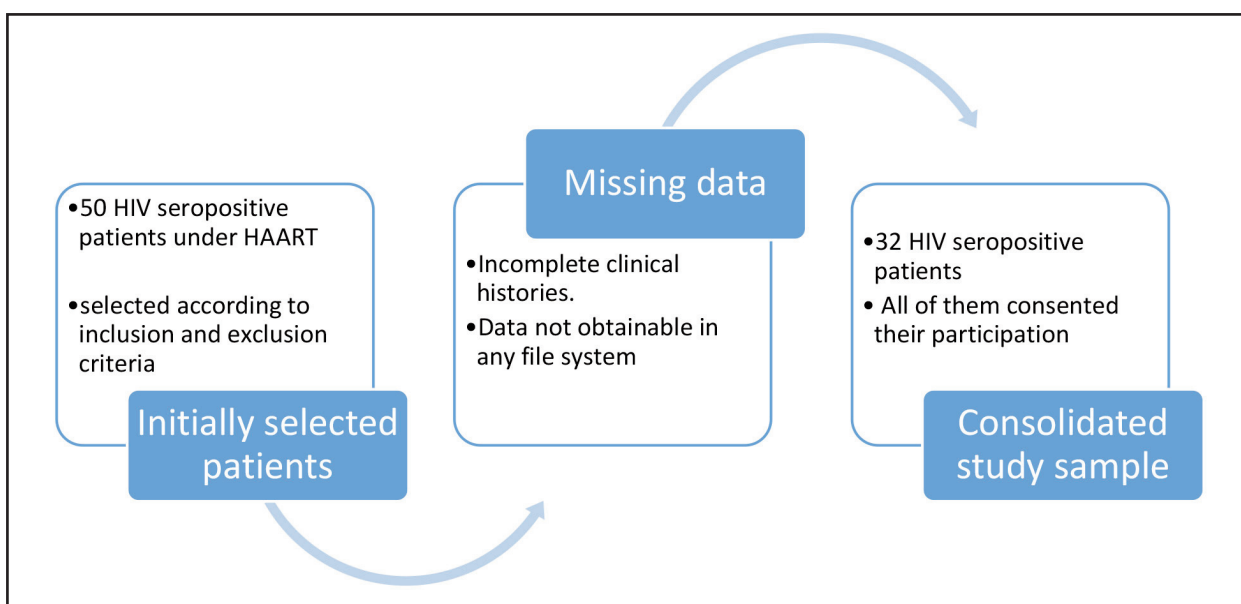 •50 HIV seropositive
patients under HAART
•selected according to
inclusion and exclusion
criteria
Initially selected
patients
Missing data
•Incomplete clinical
histories.
•Data not obtainable in
any file system
•32 HIV seropositive
patients
• All of them consented
their participation
Consolidated
study sample